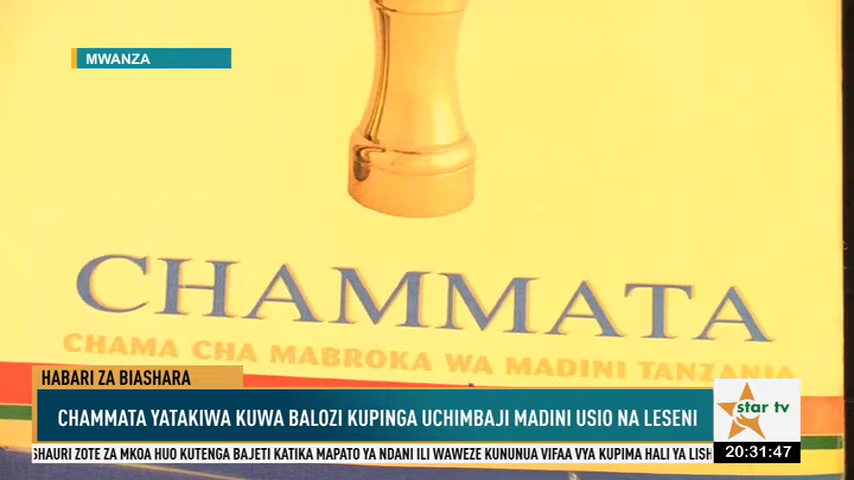 MWANZA
CHAMMATA
CHAMA CHA MABROKA WA MADINI TANZANIA
HABARI ZA BIASHARA
CHAMMATA YATAKIWA KUWA BALOZI KUPINGA UCHIMBAJI MADINI USIO NA LESENI
star tv
SHAURI ZOTE ZA MKOA HUO KUTENGA BAJETI KATIKA MAPATO YA NDANI ILI WAWEZE KUNUNUA VIFAA VYA KUPIMA HALI YA LISH
20:31:47